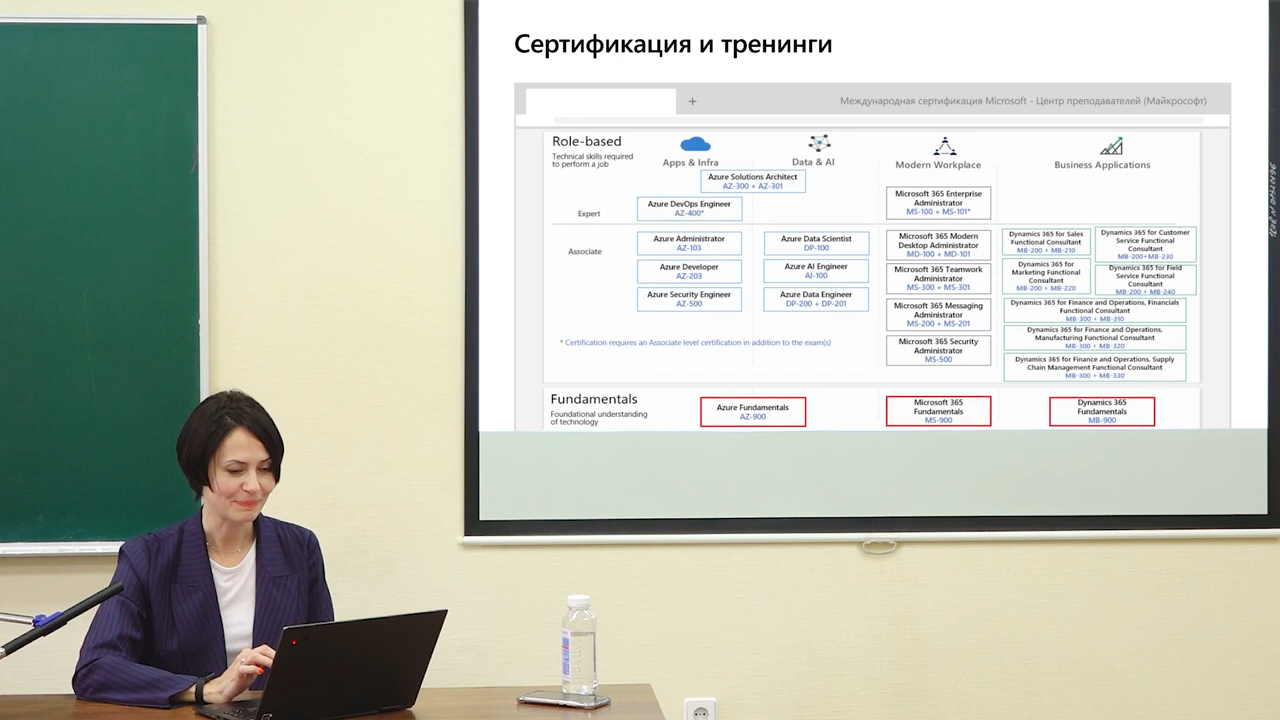 Сертификация и тренинги
+
Международная сертификация Microsoft - Центр преподавателей (Майкрософт)
Role-based
Technical skills required
to perform a job
Apps & Infra
Data & AI
Modern Workplace
Business Applications
Azure Solutions Architect
AZ-300 + AZ-301
Expert
Azure DevOps Engineer
AZ-400*
Microsoft 365 Enterprise
Administrator
MS-100 + MS-101*
Associate
Azure Administrator
AZ-103
Azure Developer
AZ-203
Azure Security Engineer
AZ-500
Azure Data Scientist
DP-100
Azure AI Engineer
AI-100
Azure Data Engineer
DP-200 + DP-201
Microsoft 365 Modern
Desktop Administrator
MD-100 + MD-101
Microsoft 365 Teamwork
Administrator
MS-300 + MS-301
Microsoft 365 Messaging
Administrator
MS-200 + MS-201
Microsoft 365 Security
Administrator
MS-500
Dynamics 365 for Sales
Functional Consultant
MB-200 + MB-210
Dynamics 365 for Customer
Service Functional
Consultant
MB-200+MB-230
Dynamics 365 for
Marketing Functional
Consultant
MB-200 + MB-220
Dynamics 365 for Field
Service Functional
Consultant
MB-200 + MB-240
Dynamics 365 for Finance and Operations, Financials
Functional Consultant
MB-300 + MB-310
Dynamics 365 for Finance and Operations,
Manufacturing Functional Consultant
MB-300 + MB-320
Dynamics 365 for Finance and Operations, Supply
Chain Management Functional Consultant
MB-300 + MB-330
* Certification requires an Associate level certification in addition to the exam(s)
Fundamentals
Foundational understanding
of technology
Azure Fundamentals
AZ-900
Microsoft 365
Fundamentals
MS-900
Dynamics 365
Fundamentals
MB-900